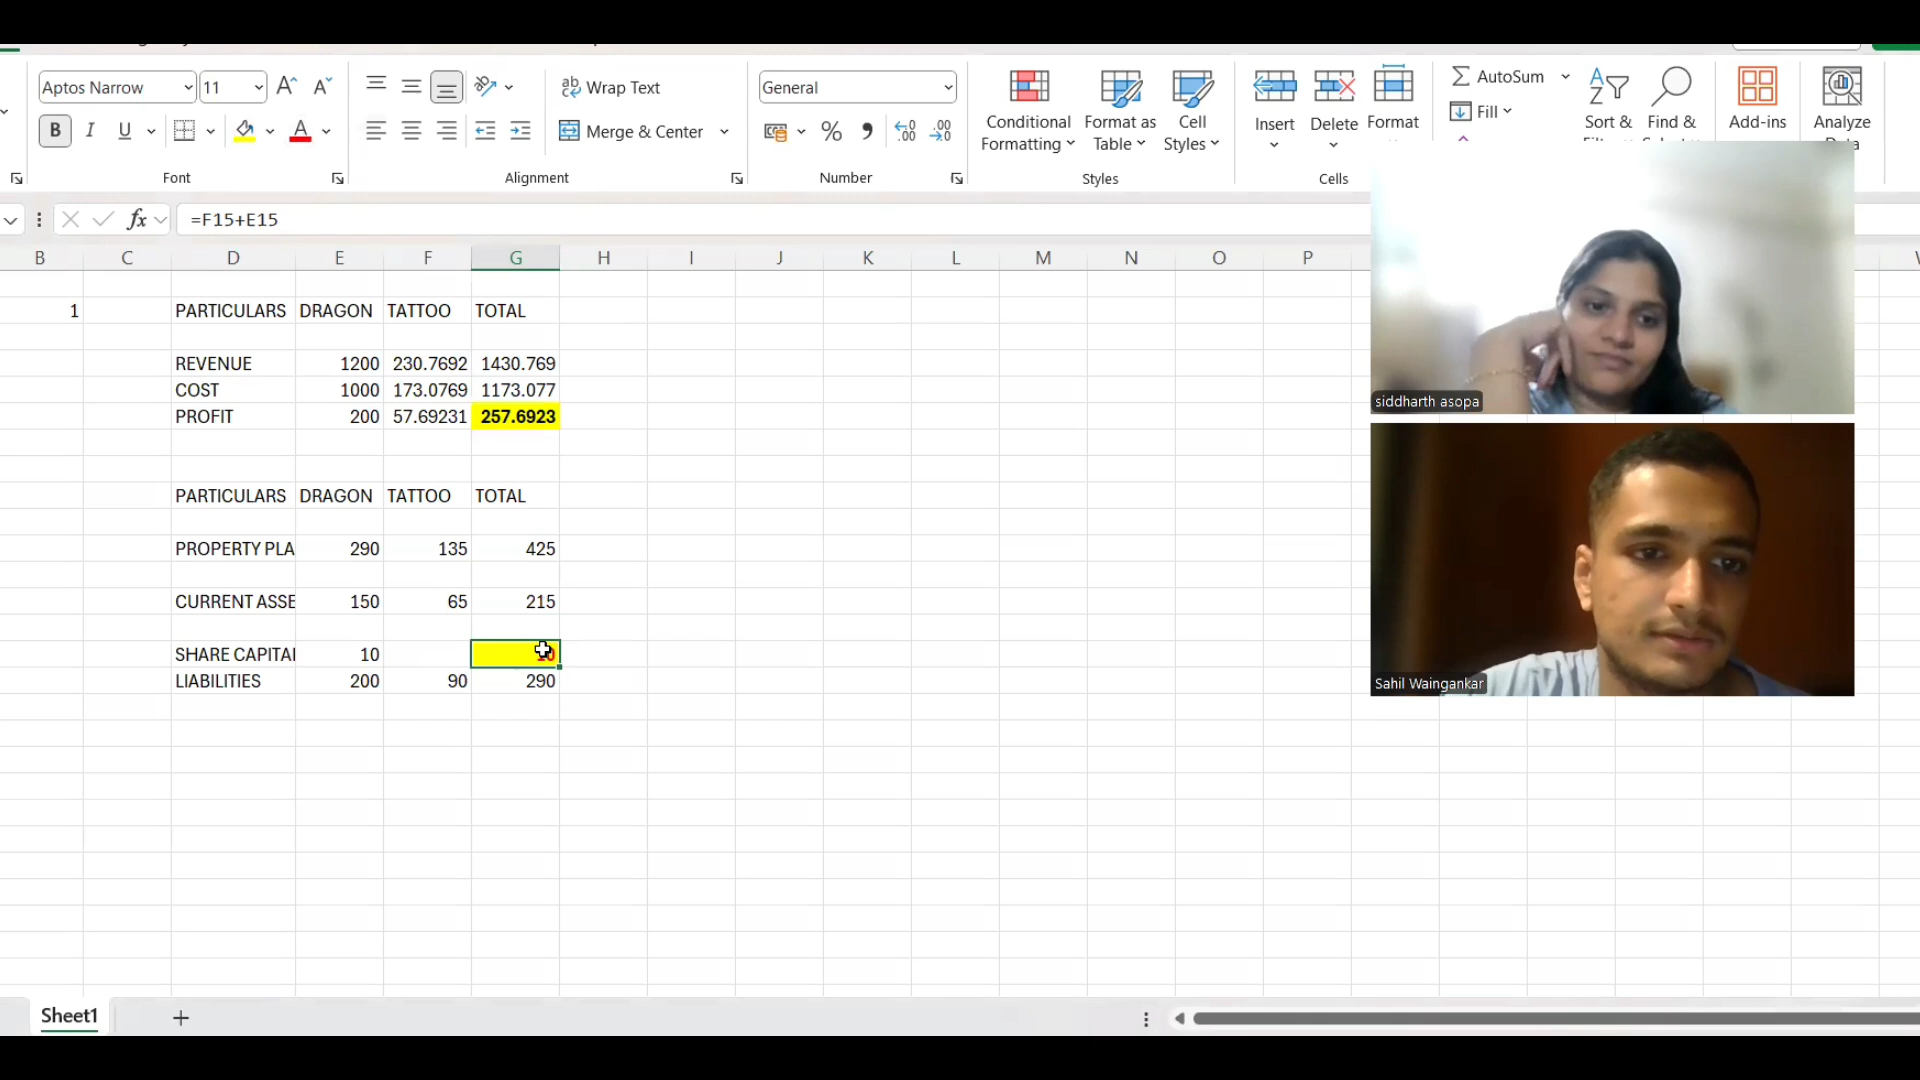 Aptos Narrow 11 Wrap Text General Conditional Formatting Format as Table Cell Styles Insert Delete Format AutoSum Fill Sort & Find & Add-ins Analyze
B I U Merge & Center % 
Font Alignment Number Styles Cells
fx =F15+E15
B C D E F G H I J K L M N O P
1 PARTICULARS DRAGON TATTOO TOTAL
REVENUE 1200 230.7692 1430.769
COST 1000 173.0769 1173.077
PROFIT 200 57.69231 257.6923
PARTICULARS DRAGON TATTOO TOTAL
PROPERTY PLA 290 135 425
CURRENT ASSE 150 65 215
SHARE CAPITAL 10
LIABILITIES 200 90 290
siddharth asopa
Sahil Waingankar
Sheet1